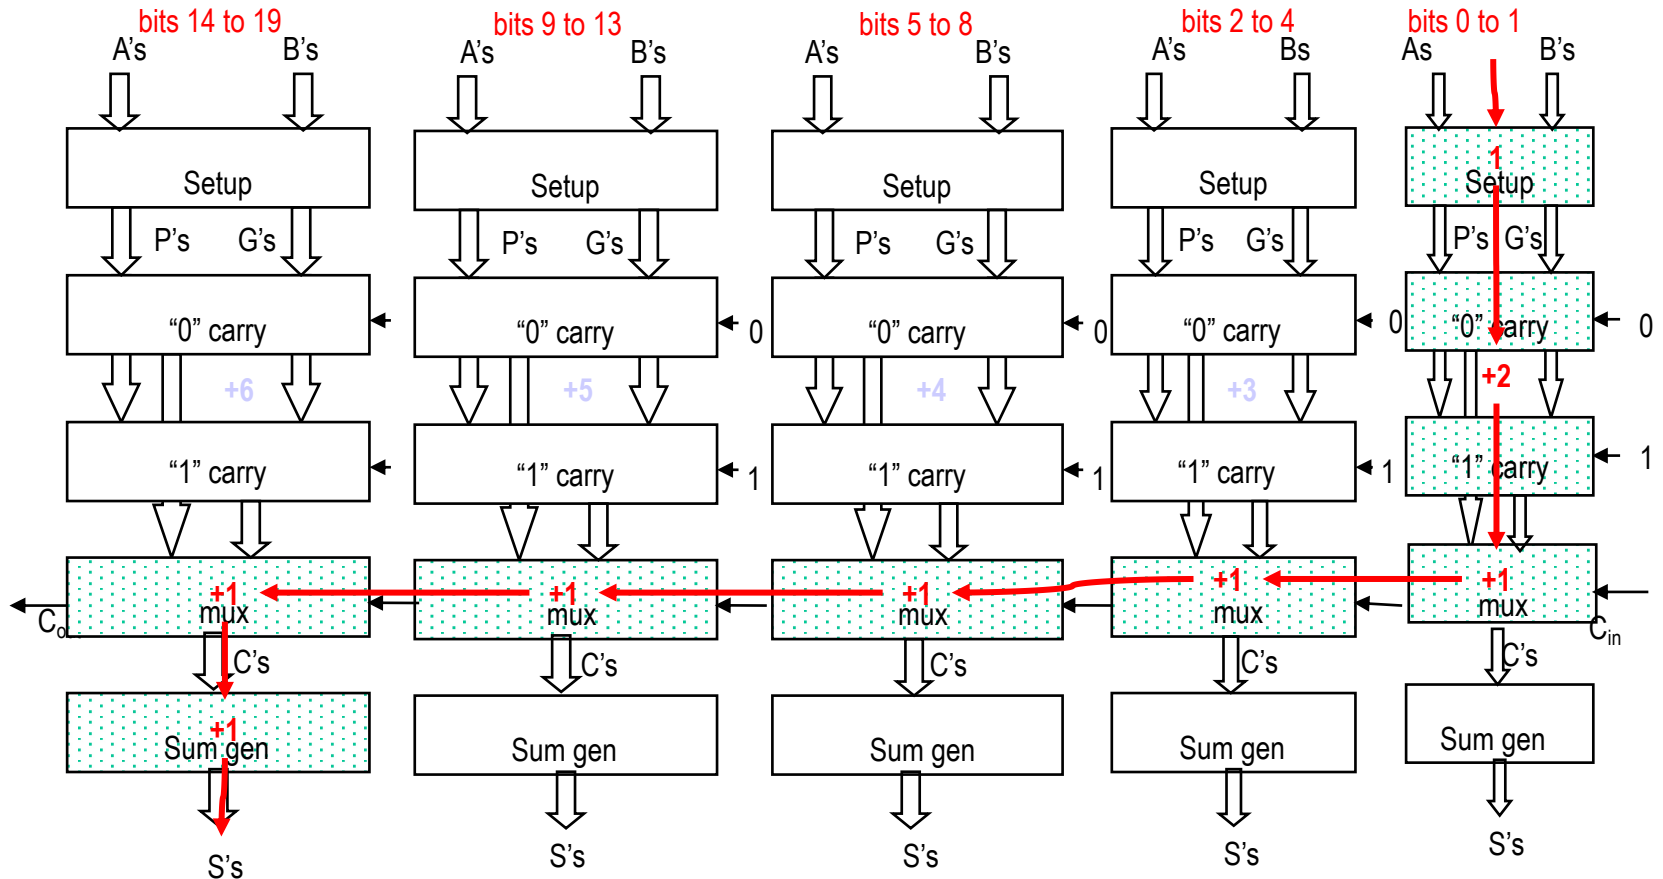 bits 14 to 19 bits 9 to 13 bits 5 to 8 bits 2 to 4 bits 0 to 1
A's B's A's B's A's B's A's Bs As B's
1
Setup Setup Setup Setup Setup
P's G's P's G's P's G's P's G's P's G's
“0” carry “0” carry 0 “0” carry 0 “0” carry 0 “0” carry 0
+6 +5 +4 +3 +2
“1” carry “1” carry 1 “1” carry 1 “1” carry 1 “1” carry 1
+1 +1 +1 +1 +1
mux mux mux mux mux
Co Cin
C's C's C's C's C's
+1
Sum gen Sum gen Sum gen Sum gen Sum gen
S's S's S's S's S's